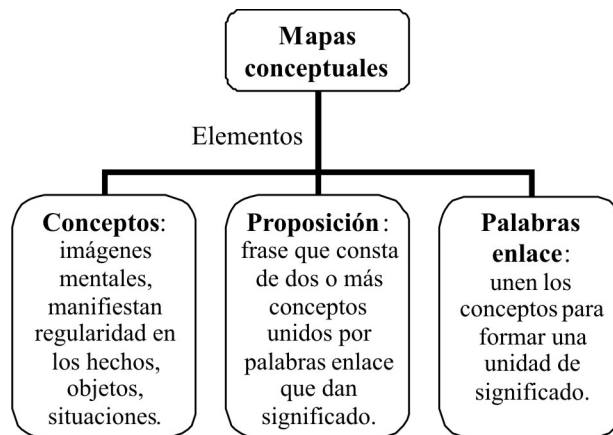 Mapas
conceptuales
Elementos
Conceptos:
imágenes
mentales,
manifiestan
regularidad en
los hechos,
objetos,
situaciones.
Proposición:
frase que consta
de dos o más
conceptos
unidos por
palabras enlace
que dan
significado.
Palabras
enlace:
unen los
conceptos para
formar una
unidad de
significado.